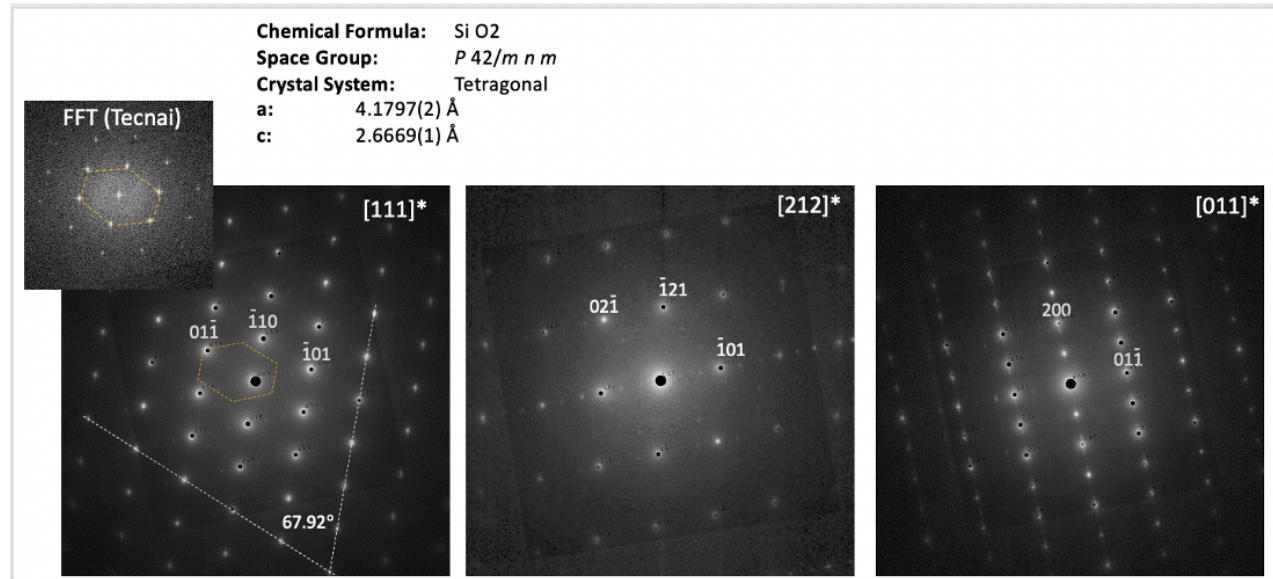 Chemical Formula: Si O2
Space Group: P 42/m n m
Crystal System: Tetragonal
a: 4.1797(2) Å
c: 2.6669(1) Å
FFT (Tecnai)
[111]*
01̅1̅
1̅10
1̅01
67.92°
[212]*
021̅
1̅21
1̅01
[011]*
200
011̅